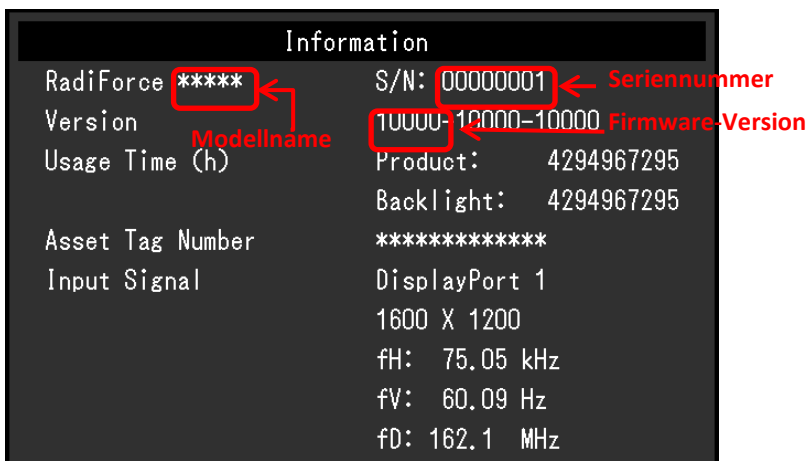 Information
RadiForce ***** S/N: 00000001 Seriennummer
Version 10000-10000-10000 Firmware-Version
Modellname
Usage Time (h) Product: 4294967295
Backlight: 4294967295
Asset Tag Number *************
Input Signal DisplayPort 1
1600 X 1200
fH: 75.05 kHz
fV: 60.09 Hz
fD: 162.1 MHz